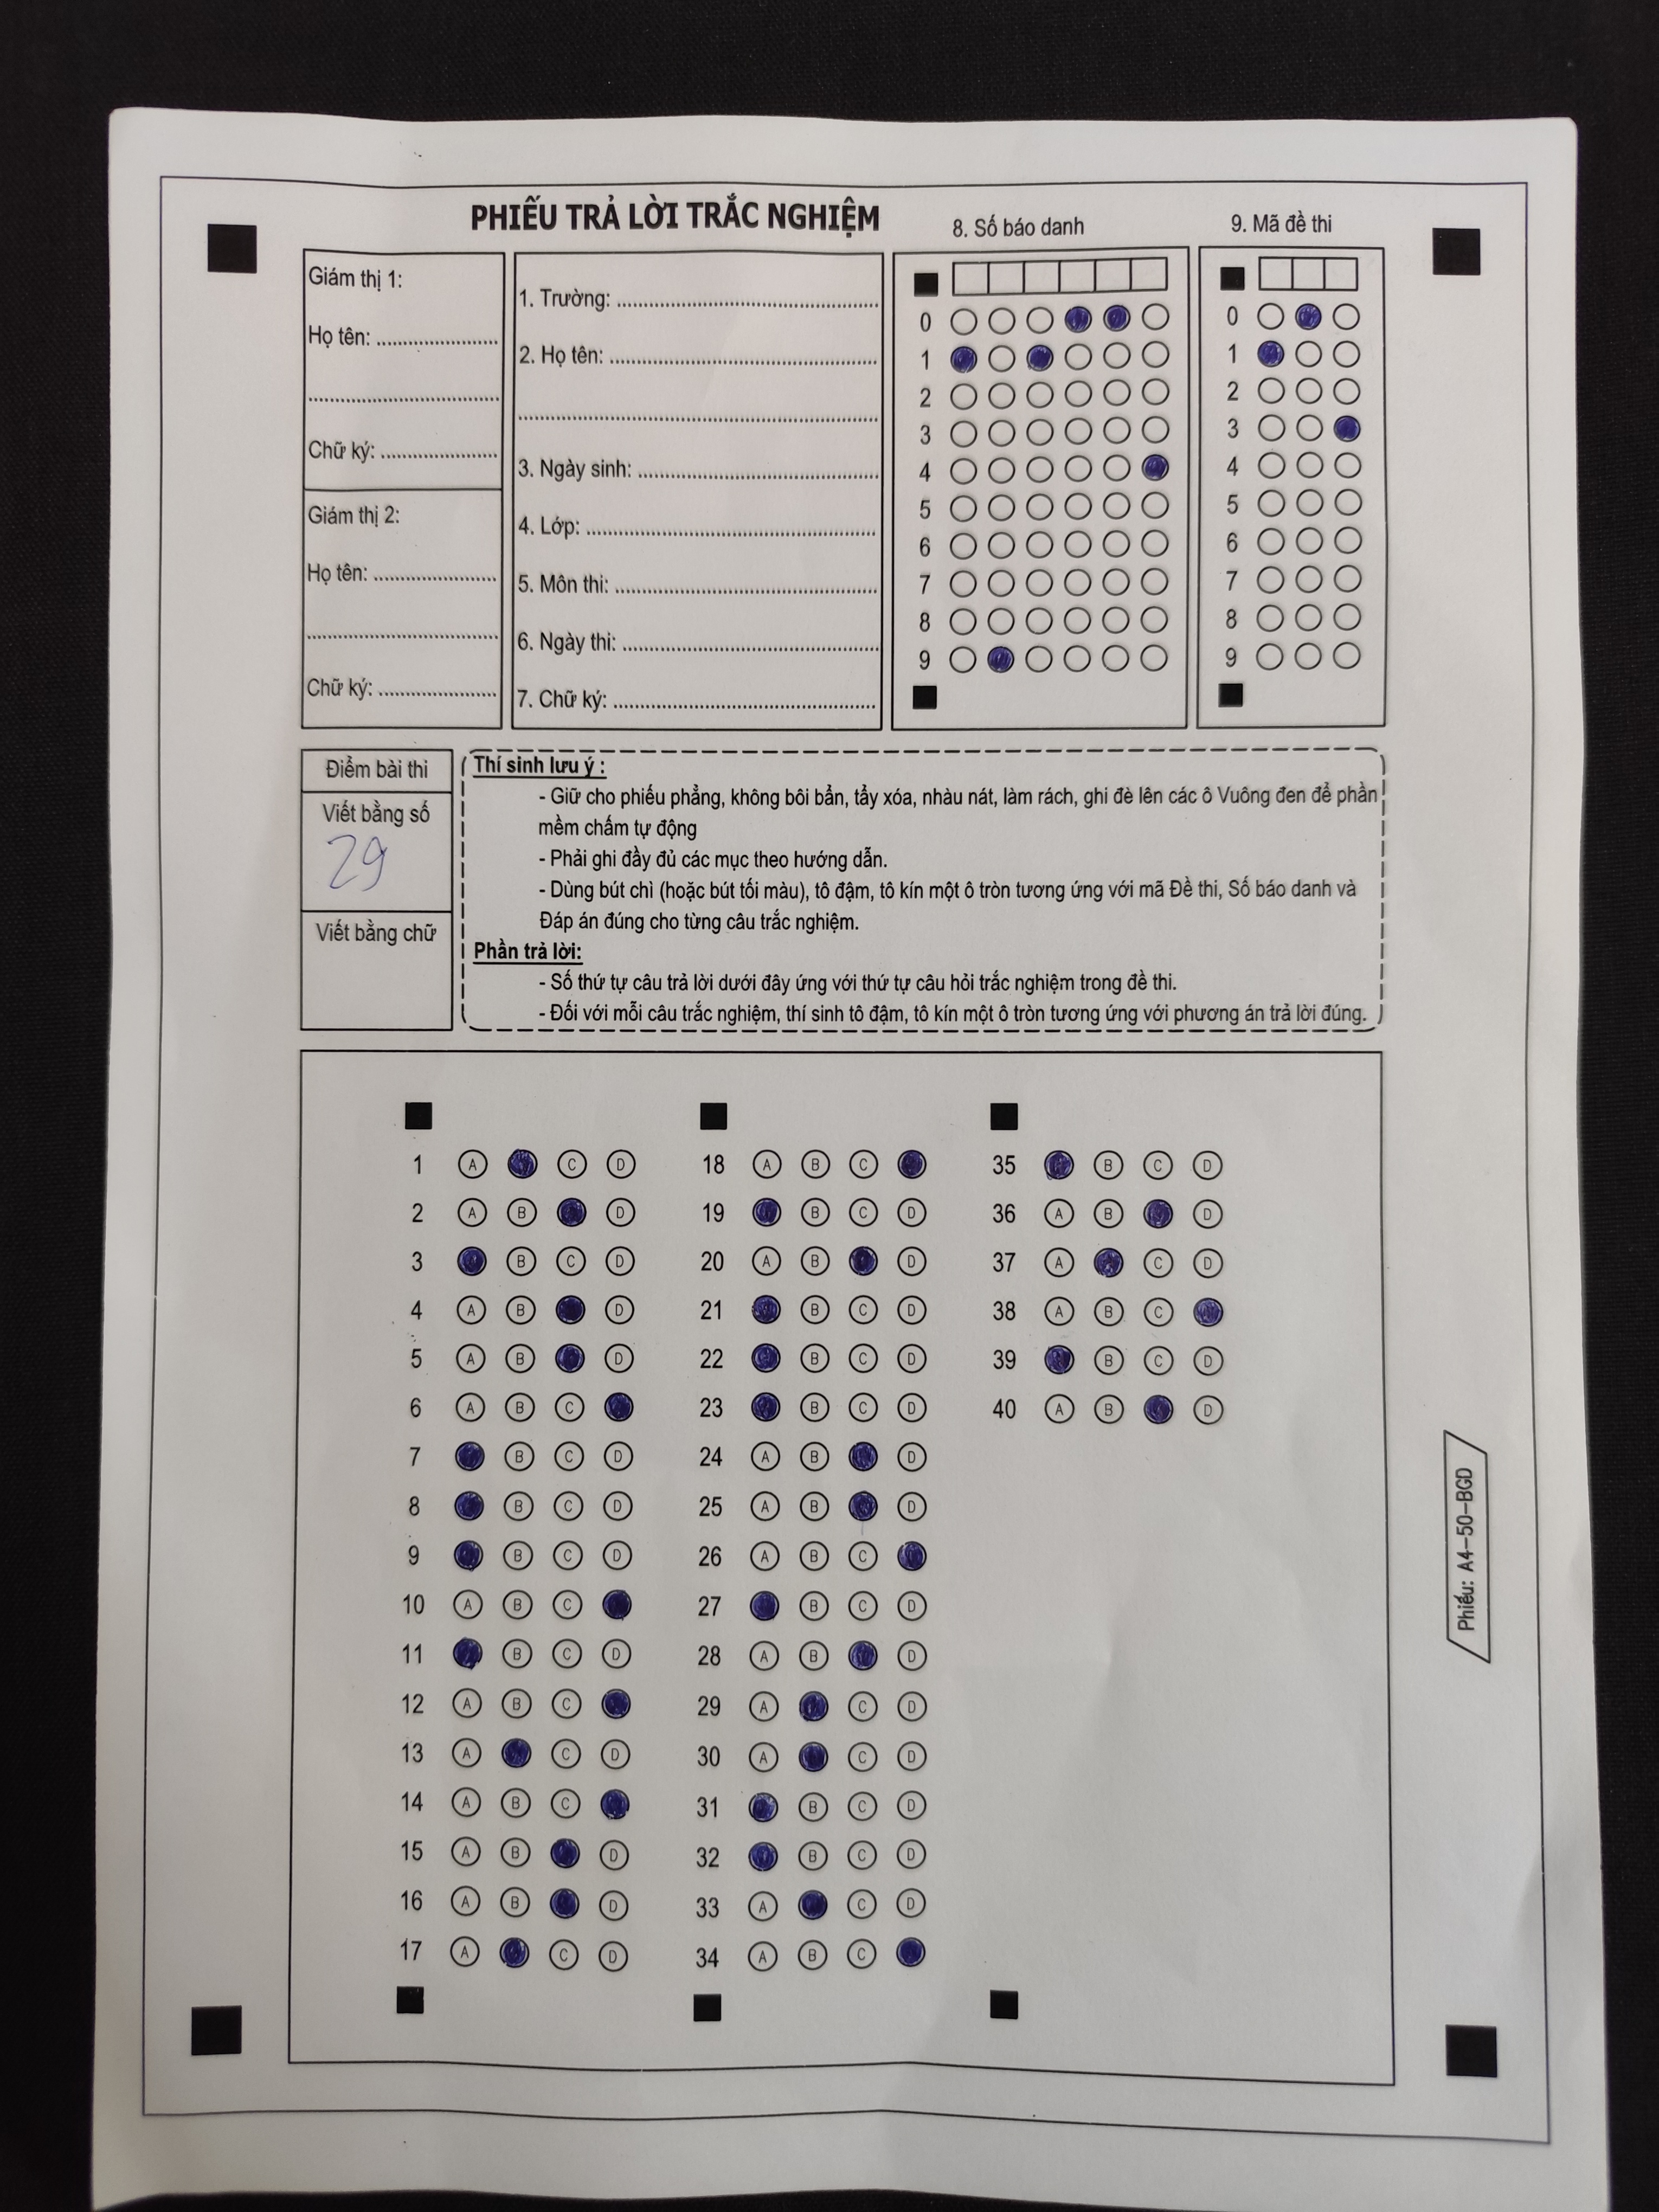 PHIẾU TRẢ LỜI TRẮC NGHIỆM
Giám thị 1:
Họ tên: ......................
..................................
Chữ ký: .....................
Giám thị 2:
Họ tên: ......................
..................................
Chữ ký: .....................
1. Trường: ..............................................
2. Họ tên: ..............................................
................................................................
3. Ngày sinh: ..........................................
4. Lớp: ..................................................
5. Môn thi: ..............................................
6. Ngày thi: .............................................
7. Chữ ký: ..............................................
8. Số báo danh
0
1
2
3
4
5
6
7
8
9
9. Mã đề thi
0
1
2
3
4
5
6
7
8
9
Điểm bài thi
Viết bằng số
29
Viết bằng chữ
Thí sinh lưu ý :
- Giữ cho phiếu phẳng, không bôi bẩn, tẩy xóa, nhàu nát, làm rách, ghi đè lên các ô Vuông đen để phần
mềm chấm tự động
- Phải ghi đầy đủ các mục theo hướng dẫn.
- Dùng bút chì (hoặc bút tối màu), tô đậm, tô kín một ô tròn tương ứng với mã Đề thi, Số báo danh và
Đáp án đúng cho từng câu trắc nghiệm.
Phần trả lời:
- Số thứ tự câu trả lời dưới đây ứng với thứ tự câu hỏi trắc nghiệm trong đề thi.
- Đối với mỗi câu trắc nghiệm, thí sinh tô đậm, tô kín một ô tròn tương ứng với phương án trả lời đúng.
1 A C D
2 A B D
3 B C D
4 A B D
5 A B D
6 A B C
7 B C D
8 B C D
9 B C D
10 A B C
11 B C D
12 A B C
13 A C D
14 A B C
15 A B D
16 A B D
17 A C D
18 A B C
19 B C D
20 A B D
21 B C D
22 B C D
23 B C D
24 A B D
25 A B D
26 A B C
27 B C D
28 A B D
29 A C D
30 A C D
31 B C D
32 B C D
33 A C D
34 A B C
35 B C D
36 A B D
37 A C D
38 A B C
39 B C D
40 A B D
Phiếu: A4-50-BGD